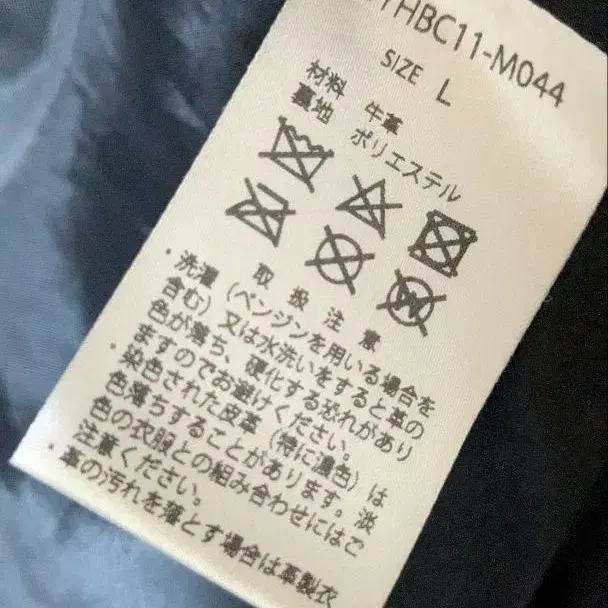 YHBC11-M044
SIZE L
材料 牛革
裏地 ポリエステル
取扱注意
・洗濯（ベンジンを用いる場合を
含む）又は水洗いをすると革の
色が落ち、硬化する恐れがあり
ますのでお避けください。
・染色された皮革（特に濃色）は
色落ちすることがあります。淡
色の衣服との組み合わせにはご
注意ください。
・革の汚れを落とす場合は革製衣